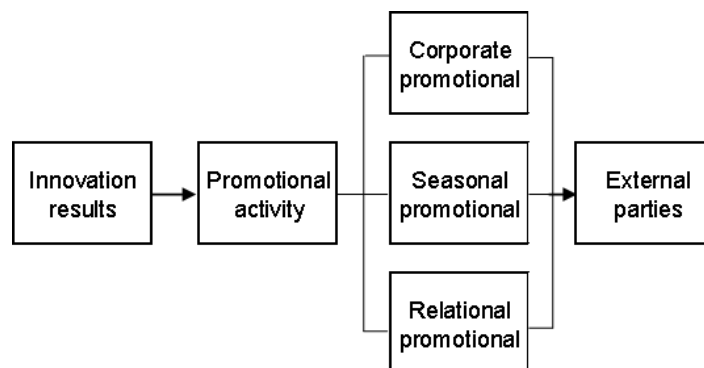 Corporate
promotional
Innovation
results
Promotional
activity
Seasonal
promotional
External
parties
Relational
promotional